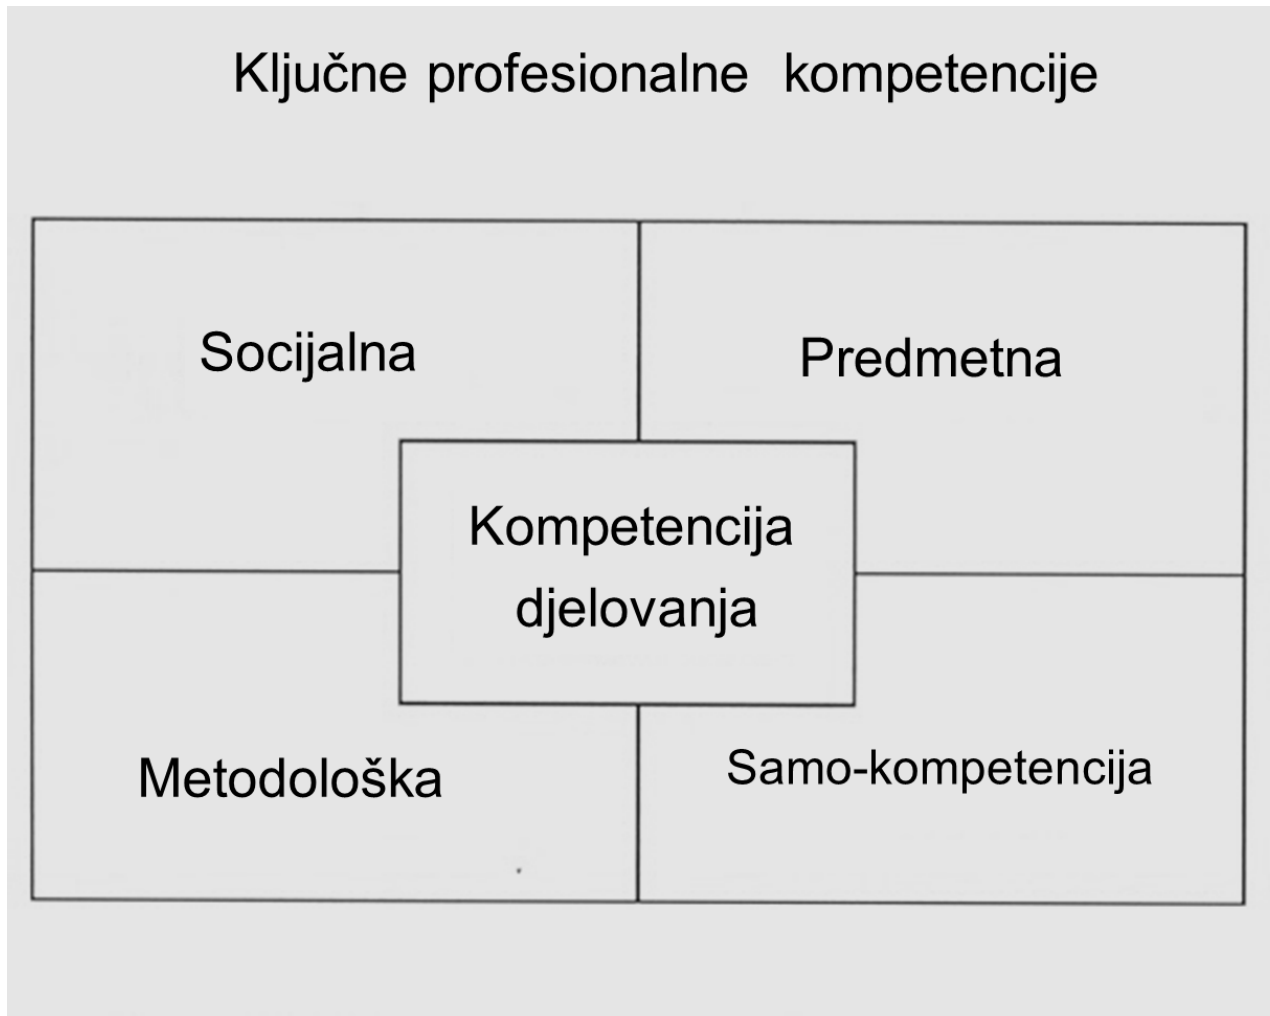 Ključne profesionalne kompetencije
Socijalna
Predmetna
Kompetencija
djelovanja
Metodološka
Samo-kompetencija